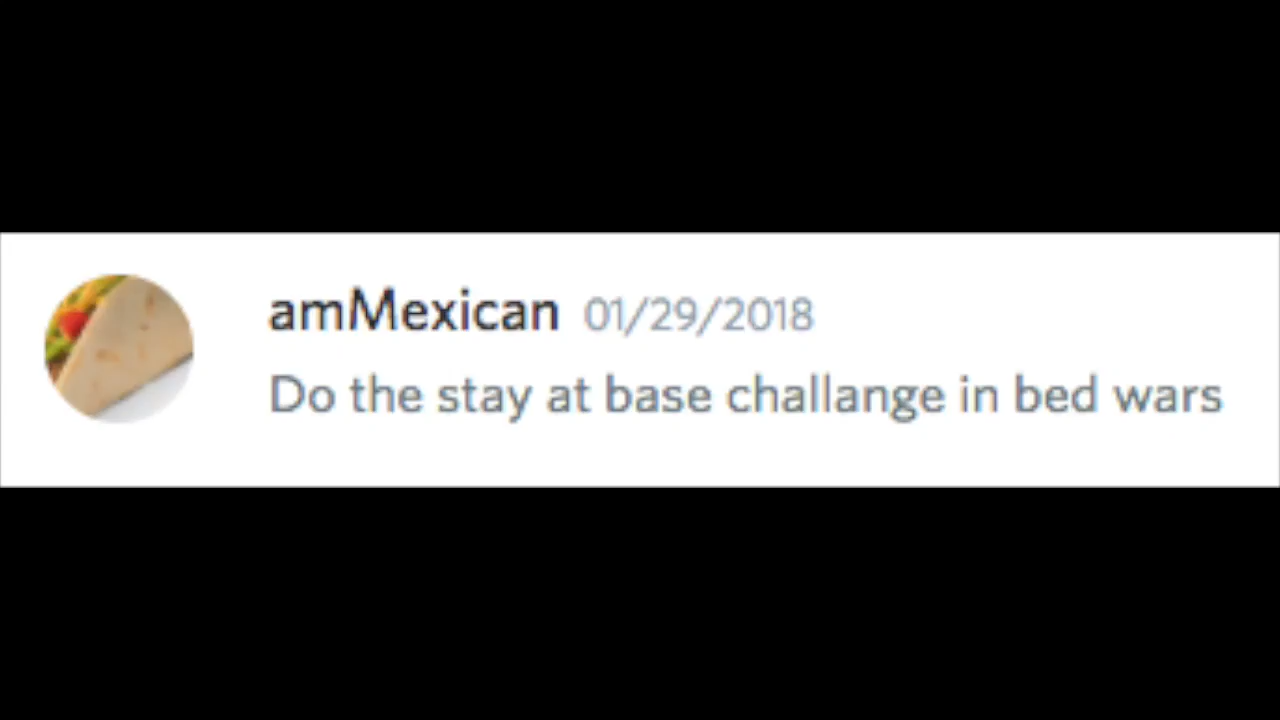 amMexican 01/29/2018
Do the stay at base challange in bed wars